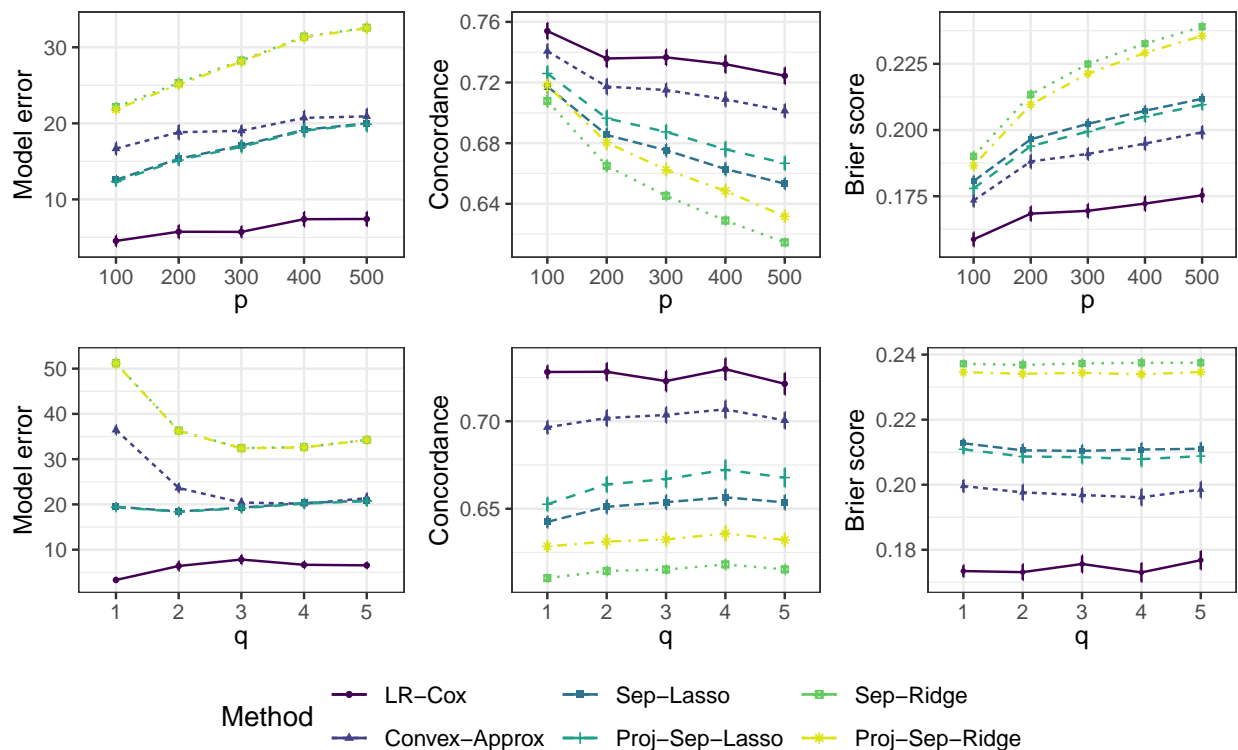 Model error
30
20
10
100 200 300 400 500
p
Concordance
0.76
0.72
0.68
0.64
100 200 300 400 500
p
Brier score
0.225
0.200
0.175
100 200 300 400 500
p
Model error
50
40
30
20
10
1 2 3 4 5
q
Concordance
0.70
0.65
1 2 3 4 5
q
Brier score
0.24
0.22
0.20
0.18
1 2 3 4 5
q
Method
LR−Cox
Convex−Approx
Sep−Lasso
Proj−Sep−Lasso
Sep−Ridge
Proj−Sep−Ridge